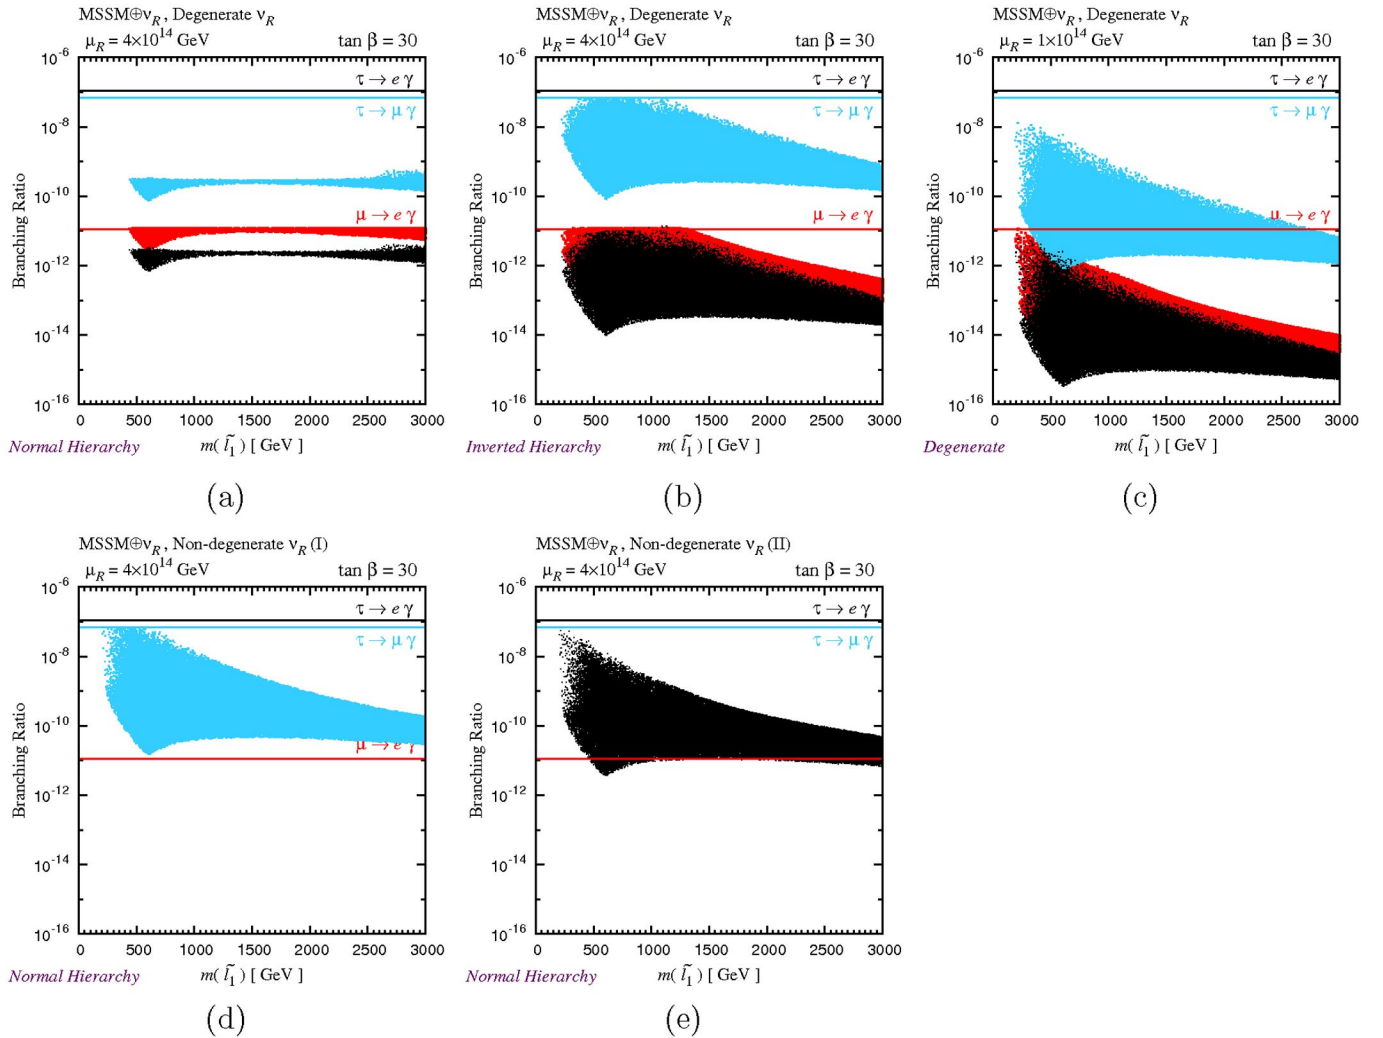 MSSM⊕ν_R, Degenerate ν_R
μ_R = 4×10^14 GeV tan β = 30
10^-6
τ → e γ
τ → μ γ
10^-8
10^-10
μ → e γ
10^-12
10^-14
10^-16
Branching Ratio
0 500 1000 1500 2000 2500 3000
Normal Hierarchy m( l̃_1 ) [ GeV ]
(a)
MSSM⊕ν_R, Degenerate ν_R
μ_R = 4×10^14 GeV tan β = 30
10^-6
τ → e γ
τ → μ γ
10^-8
10^-10
μ → e γ
10^-12
10^-14
10^-16
Branching Ratio
0 500 1000 1500 2000 2500 3000
Inverted Hierarchy m( l̃_1 ) [ GeV ]
(b)
MSSM⊕ν_R, Degenerate ν_R
μ_R = 1×10^14 GeV tan β = 30
10^-6
τ → e γ
τ → μ γ
10^-8
10^-10
μ → e γ
10^-12
10^-14
10^-16
Branching Ratio
0 500 1000 1500 2000 2500 3000
Degenerate m( l̃_1 ) [ GeV ]
(c)
MSSM⊕ν_R, Non-degenerate ν_R (I)
μ_R = 4×10^14 GeV tan β = 30
10^-6
τ → e γ
τ → μ γ
10^-8
10^-10
μ → e γ
10^-12
10^-14
10^-16
Branching Ratio
0 500 1000 1500 2000 2500 3000
Normal Hierarchy m( l̃_1 ) [ GeV ]
(d)
MSSM⊕ν_R, Non-degenerate ν_R (II)
μ_R = 4×10^14 GeV tan β = 30
10^-6
τ → e γ
τ → μ γ
10^-8
10^-10
10^-12
10^-14
10^-16
Branching Ratio
0 500 1000 1500 2000 2500 3000
Normal Hierarchy m( l̃_1 ) [ GeV ]
(e)